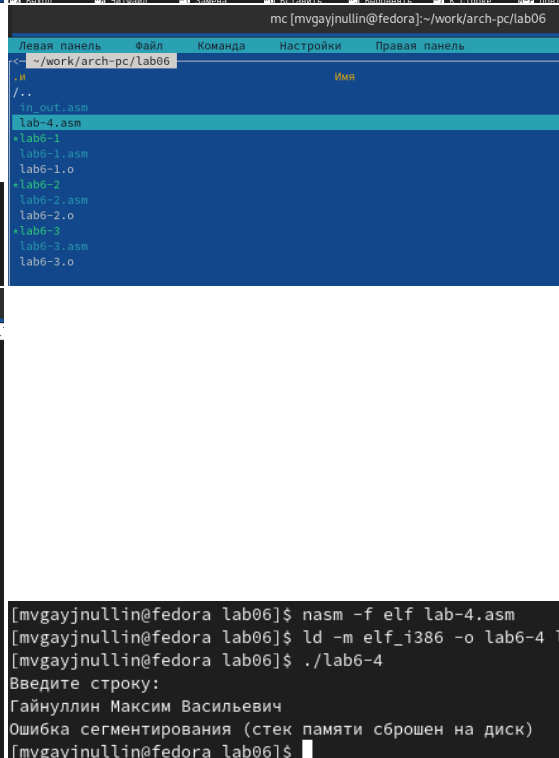 mc [mvgayjnullin@fedora]:~/work/arch-pc/lab06
Левая панель Файл Команда Настройки Правая панель
<— ~/work/arch-pc/lab06
.и Имя
/..
in_out.asm
lab-4.asm
*lab6-1
lab6-1.asm
lab6-1.o
*lab6-2
lab6-2.asm
lab6-2.o
*lab6-3
lab6-3.asm
lab6-3.o
[mvgayjnullin@fedora lab06]$ nasm -f elf lab-4.asm
[mvgayjnullin@fedora lab06]$ ld -m elf_i386 -o lab6-4
[mvgayjnullin@fedora lab06]$ ./lab6-4
Введите строку:
Гайнуллин Максим Васильевич
Ошибка сегментирования (стек памяти сброшен на диск)
[mvgayjnullin@fedora lab06]$